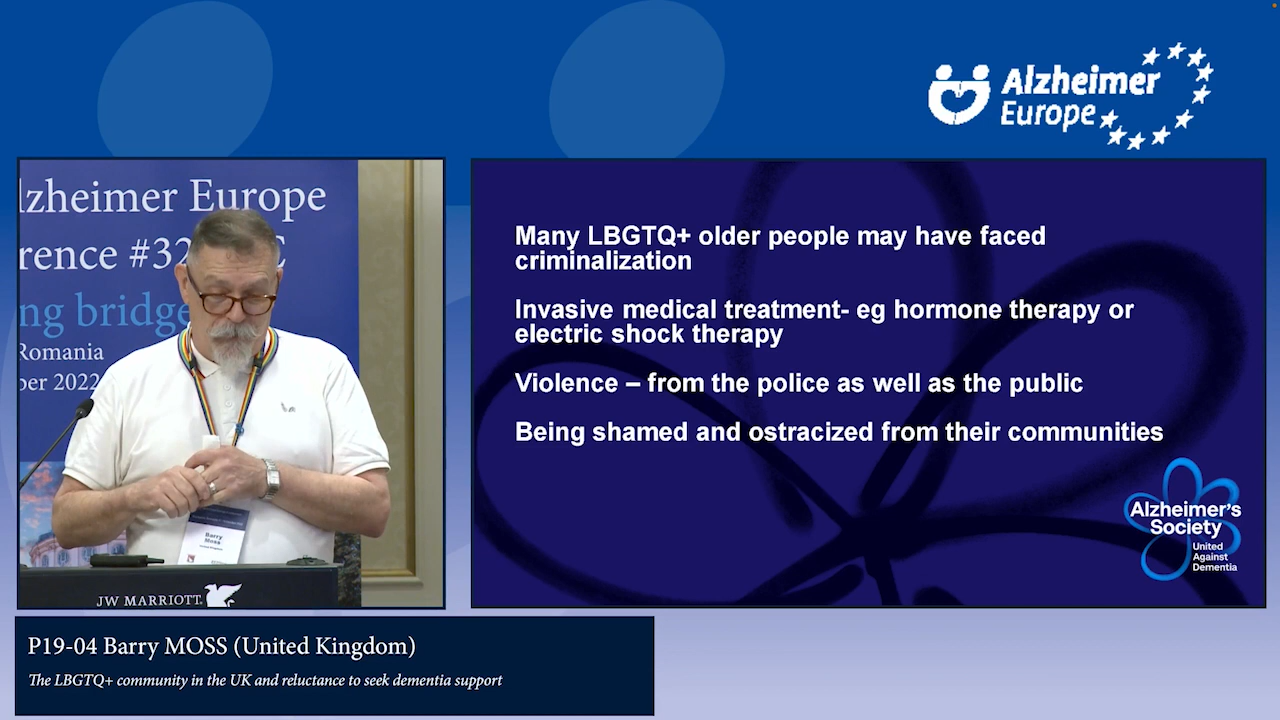 Alzheimer
Europe
lzheimer Europe
rence #32 C
ng bridge
Romania
ber 2022
Barry
Moss
JW MARRIOTT
Many LBGTQ+ older people may have faced
criminalization
Invasive medical treatment- eg hormone therapy or
electric shock therapy
Violence – from the police as well as the public
Being shamed and ostracized from their communities
Alzheimer's
Society
United
Against
Dementia
P19-04 Barry MOSS (United Kingdom)
The LBGTQ+ community in the UK and reluctance to seek dementia support